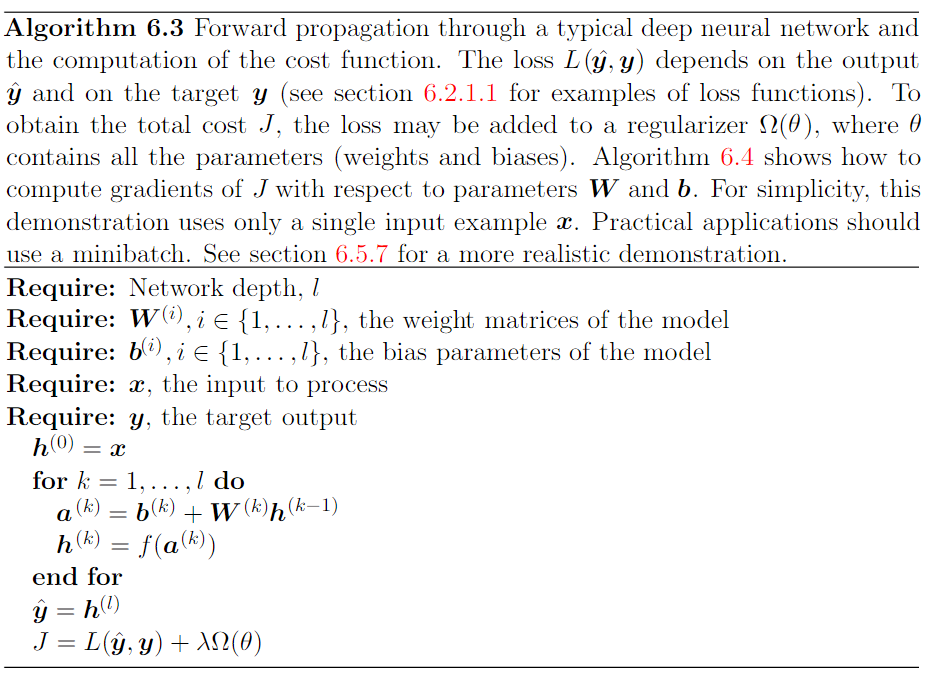 Algorithm 6.3 Forward propagation through a typical deep neural network and
the computation of the cost function. The loss L(ŷ, y) depends on the output
ŷ and on the target y (see section 6.2.1.1 for examples of loss functions). To
obtain the total cost J, the loss may be added to a regularizer Ω(θ), where θ
contains all the parameters (weights and biases). Algorithm 6.4 shows how to
compute gradients of J with respect to parameters W and b. For simplicity, this
demonstration uses only a single input example x. Practical applications should
use a minibatch. See section 6.5.7 for a more realistic demonstration.
Require: Network depth, l
Require: W⁽ⁱ⁾, i ∈ {1, . . . , l}, the weight matrices of the model
Require: b⁽ⁱ⁾, i ∈ {1, . . . , l}, the bias parameters of the model
Require: x, the input to process
Require: y, the target output
h⁽⁰⁾ = x
for k = 1, . . . , l do
a⁽ᵏ⁾ = b⁽ᵏ⁾ + W⁽ᵏ⁾h⁽ᵏ⁻¹⁾
h⁽ᵏ⁾ = f(a⁽ᵏ⁾)
end for
ŷ = h⁽ˡ⁾
J = L(ŷ, y) + λΩ(θ)